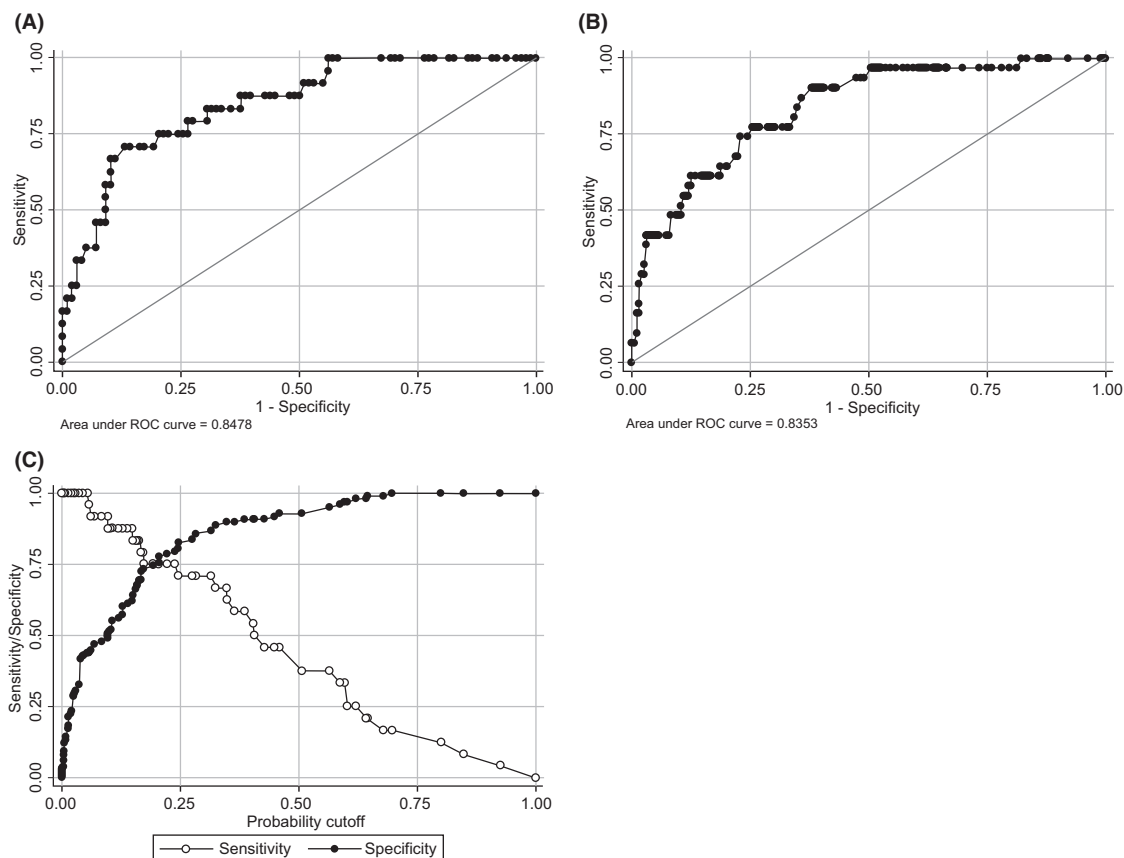 (A)
Sensitivity
1.00
0.75
0.50
0.25
0.00
0.00 0.25 0.50 0.75 1.00
1 - Specificity
Area under ROC curve = 0.8478
(B)
Sensitivity
1.00
0.75
0.50
0.25
0.00
0.00 0.25 0.50 0.75 1.00
1 - Specificity
Area under ROC curve = 0.8353
(C)
Sensitivity/Specificity
1.00
0.75
0.50
0.25
0.00
0.00 0.25 0.50 0.75 1.00
Probability cutoff
Sensitivity Specificity